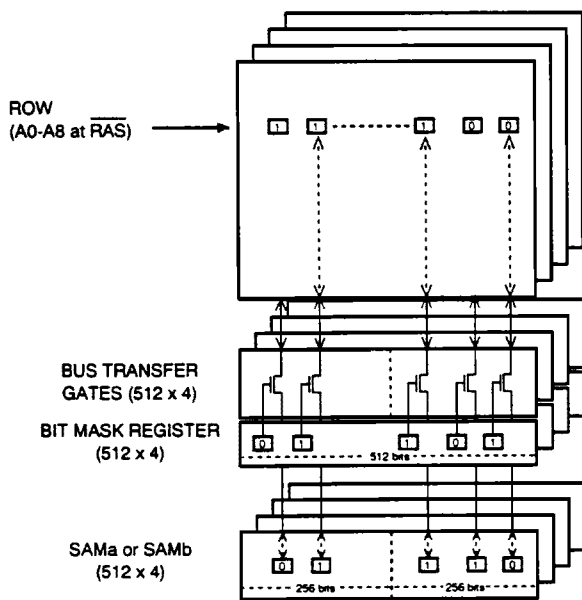 ROW
(A0-A8 at RAS)
1 1 1 0 0
BUS TRANSFER
GATES (512 x 4)
BIT MASK REGISTER
(512 x 4)
0 1 1 0 1
512 bits
SAMa or SAMb
(512 x 4)
0 1 1 1 0
256 bits 256 bits